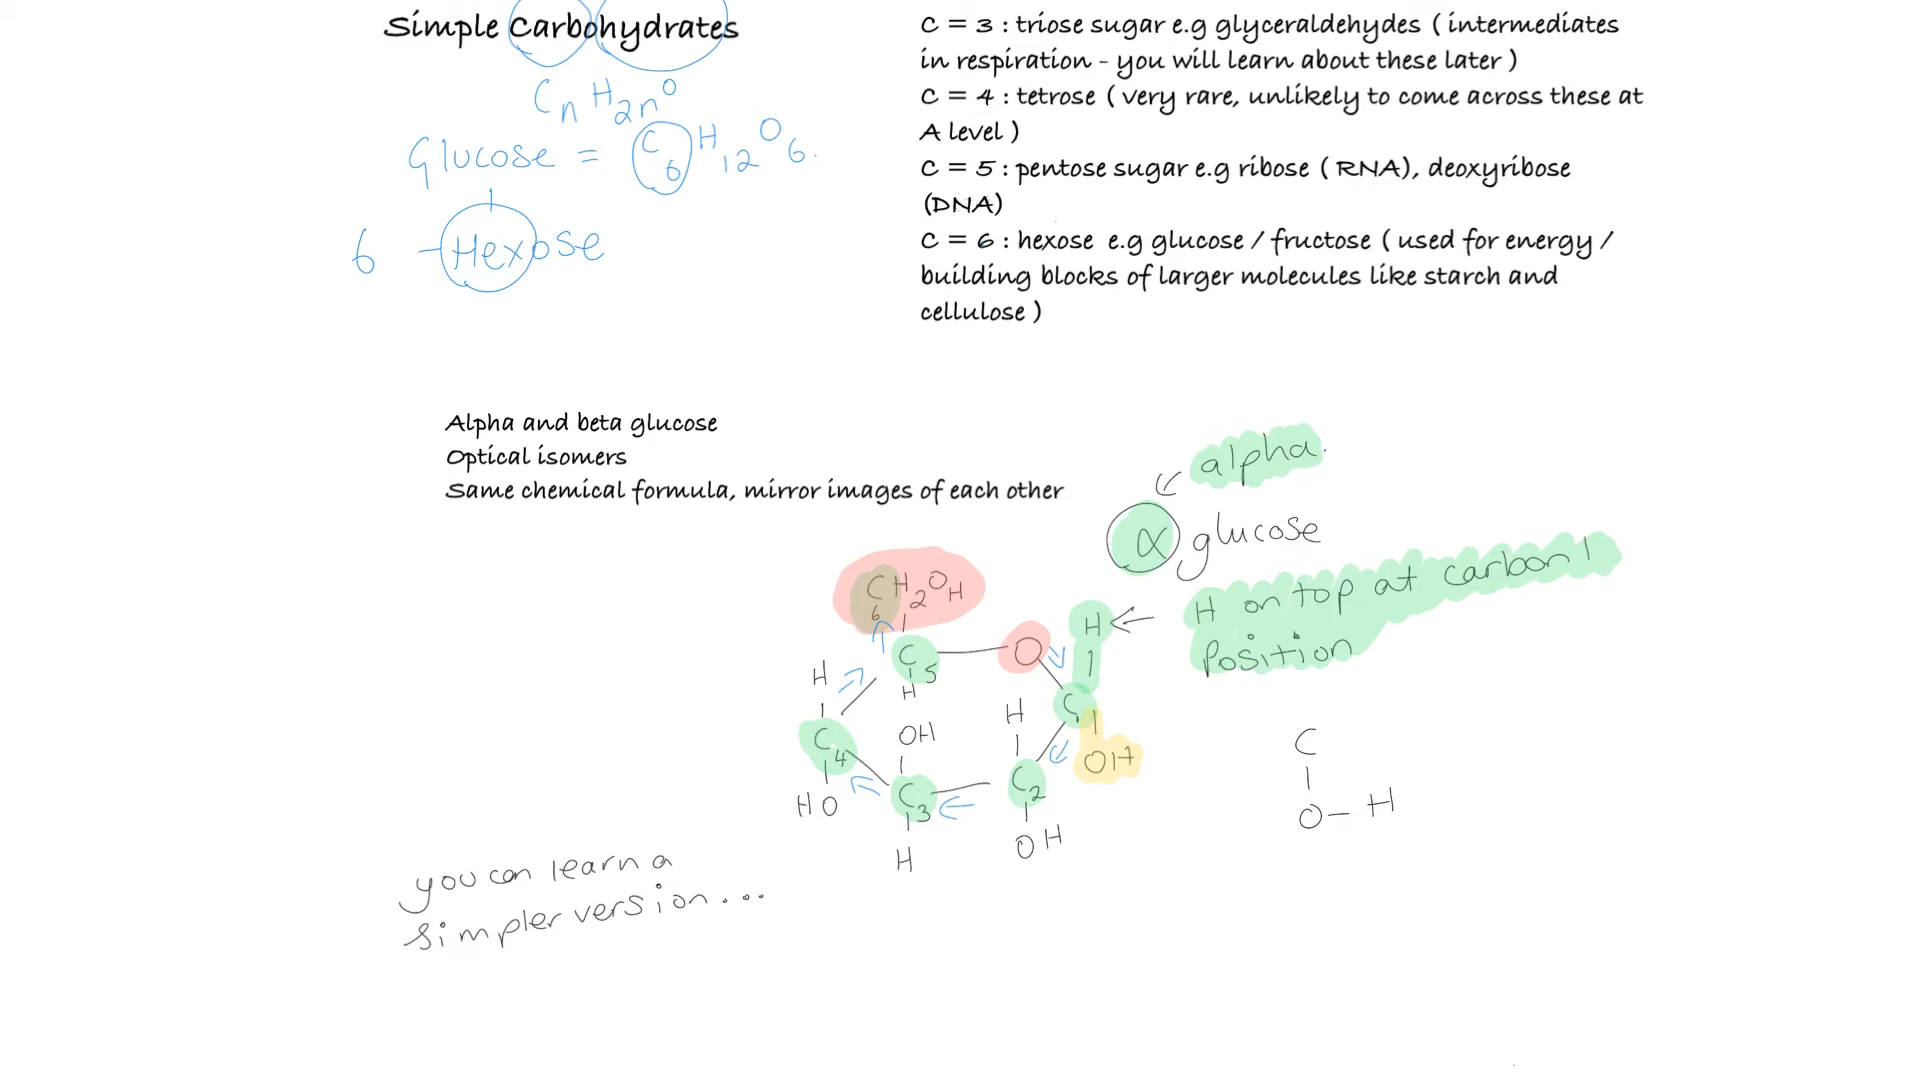 Simple Carbohydrates
CnH2nO
Glucose = C6H12O6.
6 - Hexose
C = 3 : triose sugar e.g glyceraldehydes ( intermediates
in respiration - you will learn about these later )
C = 4 : tetrose ( very rare, unlikely to come across these at
A level )
C = 5 : pentose sugar e.g ribose ( RNA), deoxyribose
(DNA)
C = 6 : hexose e.g glucose / fructose ( used for energy /
building blocks of larger molecules like starch and
cellulose )
Alpha and beta glucose
Optical isomers
Same chemical formula, mirror images of each other
alpha.
α glucose
H on top at carbon 1
position
CH2OH
6
H
C5
O
H
H
C4
HO
OH
C3
H
H
C2
OH
C1
OH
C
O - H
you can learn a
simpler version...